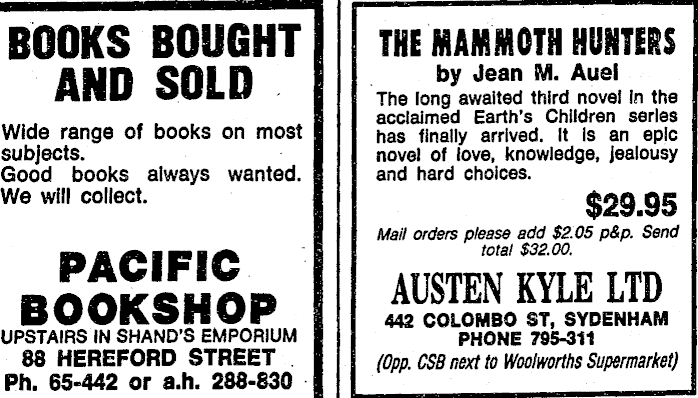 BOOKS BOUGHT
AND SOLD
Wide range of books on most
subjects.
Good books always wanted.
We will collect.
PACIFIC
BOOKSHOP
UPSTAIRS IN SHAND'S EMPORIUM
88 HEREFORD STREET
Ph. 65-442 or a.h. 288-830
THE MAMMOTH HUNTERS
by Jean M. Auel
The long awaited third novel in the
acclaimed Earth's Children series
has finally arrived. It is an epic
novel of love, knowledge, jealousy
and hard choices.
$29.95
Mail orders please add $2.05 p&p. Send
total $32.00.
AUSTEN KYLE LTD
442 COLOMBO ST, SYDENHAM
PHONE 795-311
(Opp. CSB next to Woolworths Supermarket)